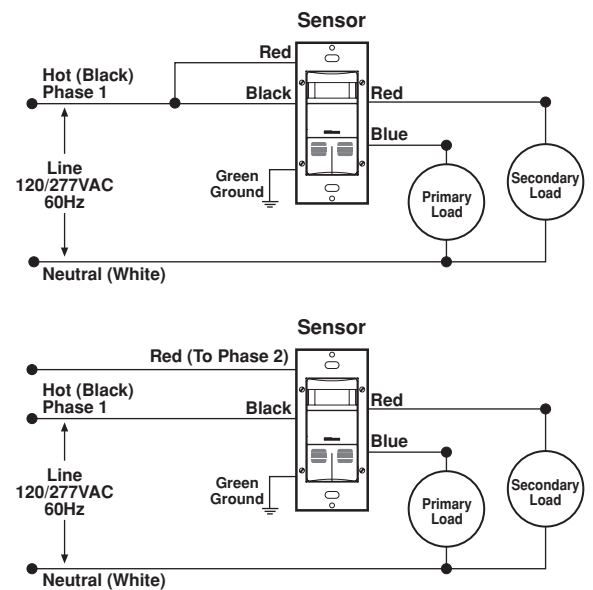 Sensor
Red
Hot (Black)
Phase 1
Black
Red
Blue
Line
120/277VAC
60Hz
Green
Ground
Primary
Load
Secondary
Load
Neutral (White)
Sensor
Red (To Phase 2)
Hot (Black)
Phase 1
Black
Red
Blue
Line
120/277VAC
60Hz
Green
Ground
Primary
Load
Secondary
Load
Neutral (White)